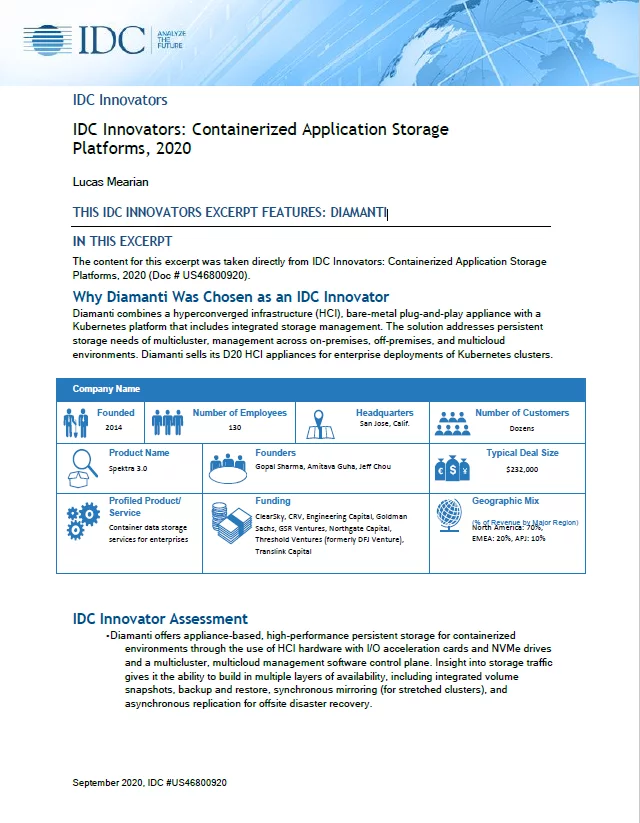 IDC
ANALYZE
THE
FUTURE
IDC Innovators
IDC Innovators: Containerized Application Storage
Platforms, 2020
Lucas Mearian
THIS IDC INNOVATORS EXCERPT FEATURES: DIAMANTI
IN THIS EXCERPT
The content for this excerpt was taken directly from IDC Innovators: Containerized Application Storage
Platforms, 2020 (Doc # US46800920).
Why Diamanti Was Chosen as an IDC Innovator
Diamanti combines a hyperconverged infrastructure (HCI), bare-metal plug-and-play appliance with a
Kubernetes platform that includes integrated storage management. The solution addresses persistent
storage needs of multicluster, management across on-premises, off-premises, and multicloud
environments. Diamanti sells its D20 HCI appliances for enterprise deployments of Kubernetes clusters.
Company Name
Founded
2014
Number of Employees
130
Headquarters
San Jose, Calif.
Number of Customers
Dozens
Product Name
Spektra 3.0
Founders
Gopal Sharma, Amitava Guha, Jeff Chou
Typical Deal Size
$232,000
Profiled Product/
Service
Container data storage
services for enterprises
Funding
ClearSky, CRV, Engineering Capital, Goldman
Sachs, GSR Ventures, Northgate Capital,
Threshold Ventures (formerly DFJ Venture),
Translink Capital
Geographic Mix
(% of Revenue by Major Region)
North America: 70%,
EMEA: 20%, APJ: 10%
IDC Innovator Assessment
•Diamanti offers appliance-based, high-performance persistent storage for containerized
environments through the use of HCI hardware with I/O acceleration cards and NVMe drives
and a multicluster, multicloud management software control plane. Insight into storage traffic
gives it the ability to build in multiple layers of availability, including integrated volume
snapshots, backup and restore, synchronous mirroring (for stretched clusters), and
asynchronous replication for offsite disaster recovery.
September 2020, IDC #US46800920